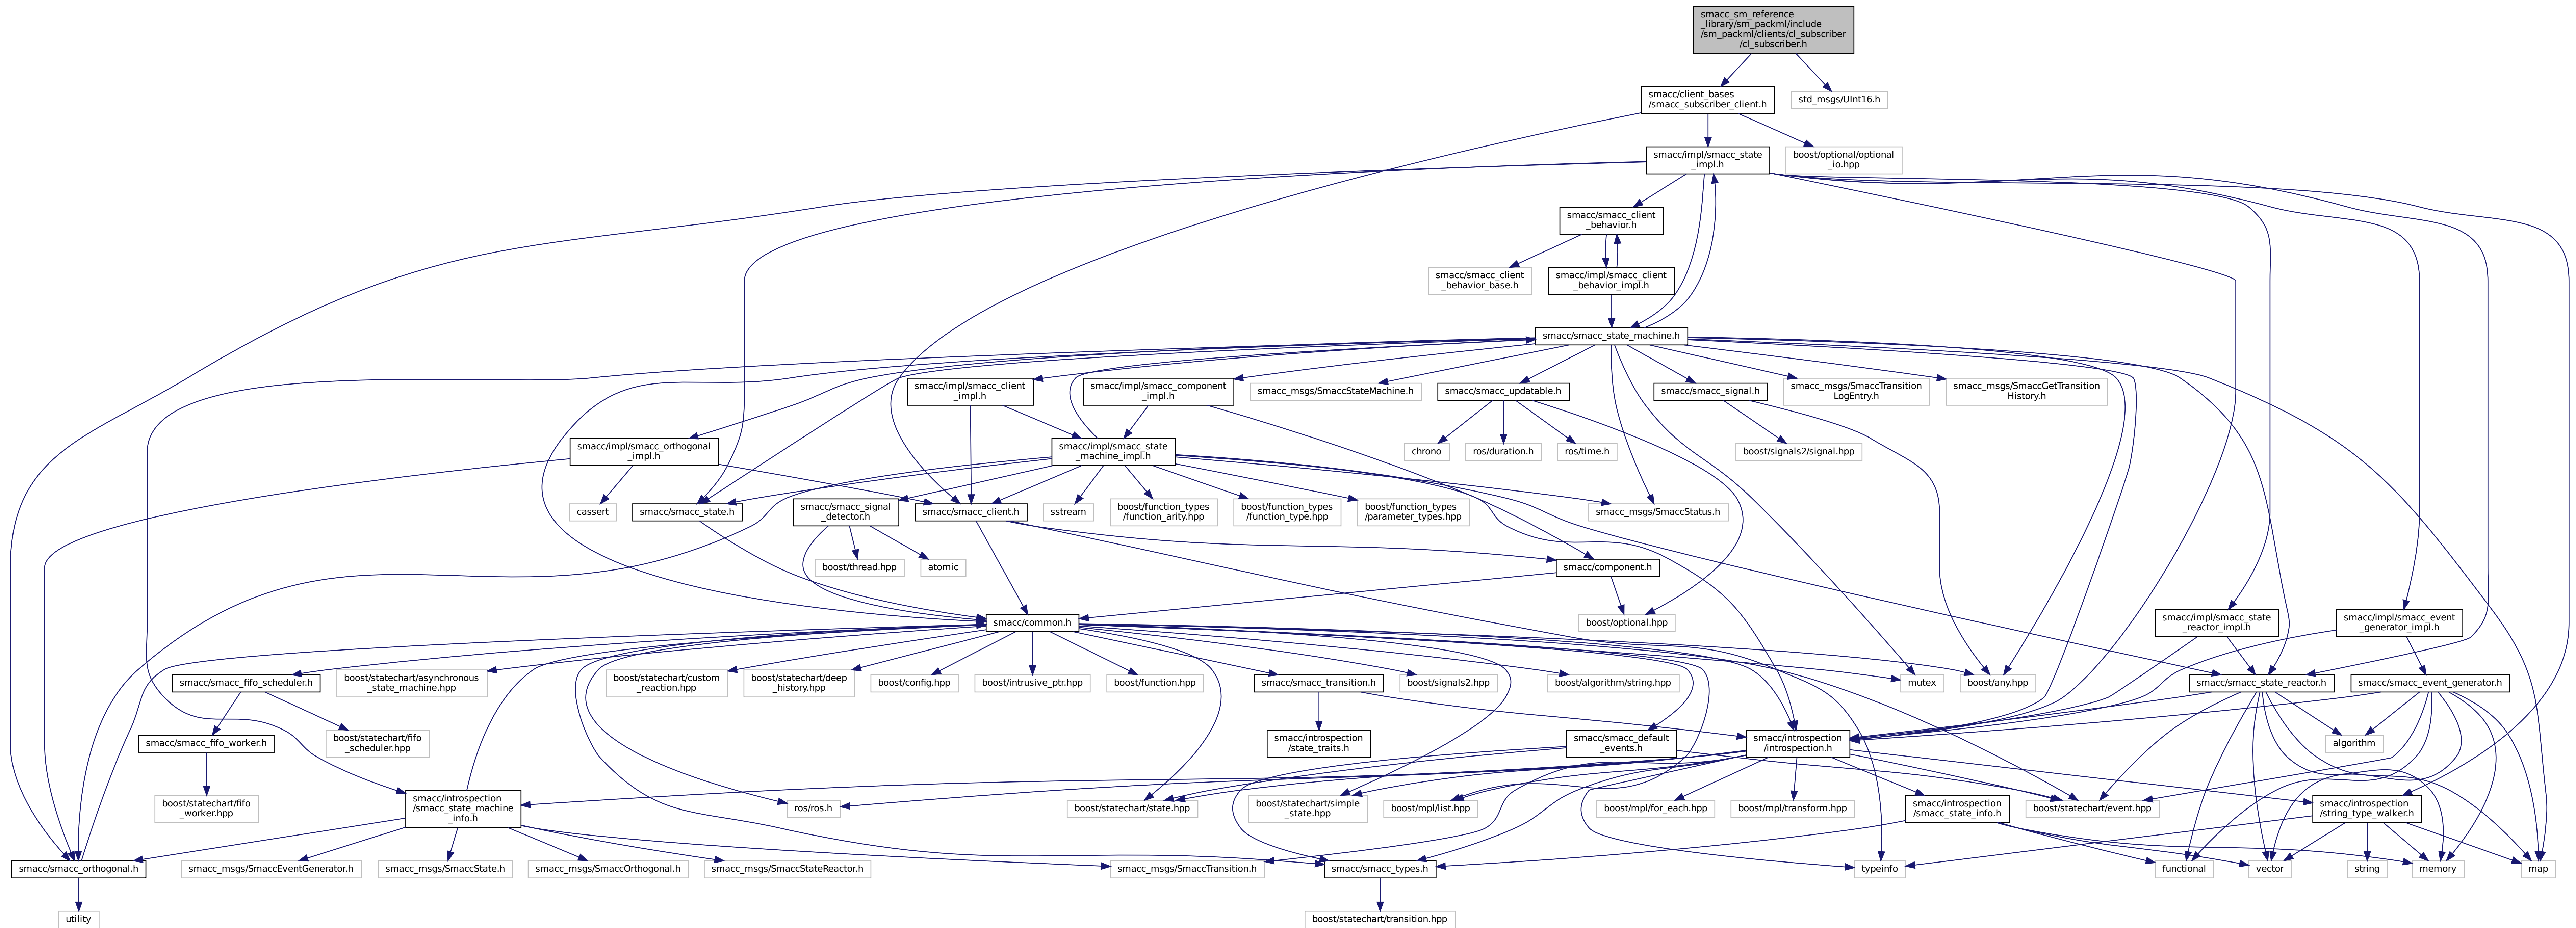 smacc_sm_reference
_library/sm_packml/include
/sm_packml/clients/cl_subscriber
/cl_subscriber.h
smacc/client_bases
/smacc_subscriber_client.h
std_msgs/UInt16.h
smacc/impl/smacc_state
_impl.h
boost/optional/optional
_io.hpp
smacc/smacc_client
_behavior.h
smacc/smacc_client
_behavior_base.h
smacc/impl/smacc_client
_behavior_impl.h
smacc/smacc_state_machine.h
smacc/impl/smacc_client
_impl.h
smacc/impl/smacc_component
_impl.h
smacc_msgs/SmaccStateMachine.h
smacc/smacc_updatable.h
smacc/smacc_signal.h
smacc_msgs/SmaccTransition
LogEntry.h
smacc_msgs/SmaccGetTransition
History.h
smacc/impl/smacc_orthogonal
_impl.h
smacc/impl/smacc_state
_machine_impl.h
chrono
ros/duration.h
ros/time.h
boost/signals2/signal.hpp
cassert
smacc/smacc_state.h
smacc/smacc_signal
_detector.h
smacc/smacc_client.h
sstream
boost/function_types
/function_arity.hpp
boost/function_types
/function_type.hpp
boost/function_types
/parameter_types.hpp
smacc_msgs/SmaccStatus.h
boost/thread.hpp
atomic
smacc/component.h
smacc/common.h
boost/optional.hpp
smacc/impl/smacc_state
_reactor_impl.h
smacc/impl/smacc_event
_generator_impl.h
smacc/smacc_fifo_scheduler.h
boost/statechart/asynchronous
_state_machine.hpp
boost/statechart/custom
_reaction.hpp
boost/statechart/deep
_history.hpp
boost/config.hpp
boost/intrusive_ptr.hpp
boost/function.hpp
smacc/smacc_transition.h
boost/signals2.hpp
boost/algorithm/string.hpp
mutex
boost/any.hpp
smacc/smacc_state_reactor.h
smacc/smacc_event_generator.h
smacc/smacc_fifo_worker.h
boost/statechart/fifo
_scheduler.hpp
smacc/introspection
/state_traits.h
smacc/smacc_default
_events.h
smacc/introspection
/introspection.h
algorithm
boost/statechart/fifo
_worker.hpp
smacc/introspection
/smacc_state_machine
_info.h
ros/ros.h
boost/statechart/state.hpp
boost/statechart/simple
_state.hpp
boost/mpl/list.hpp
boost/mpl/for_each.hpp
boost/mpl/transform.hpp
smacc/introspection
/smacc_state_info.h
boost/statechart/event.hpp
smacc/introspection
/string_type_walker.h
smacc/smacc_orthogonal.h
smacc_msgs/SmaccEventGenerator.h
smacc_msgs/SmaccState.h
smacc_msgs/SmaccOrthogonal.h
smacc_msgs/SmaccStateReactor.h
smacc_msgs/SmaccTransition.h
smacc/smacc_types.h
typeinfo
functional
vector
string
memory
map
utility
boost/statechart/transition.hpp